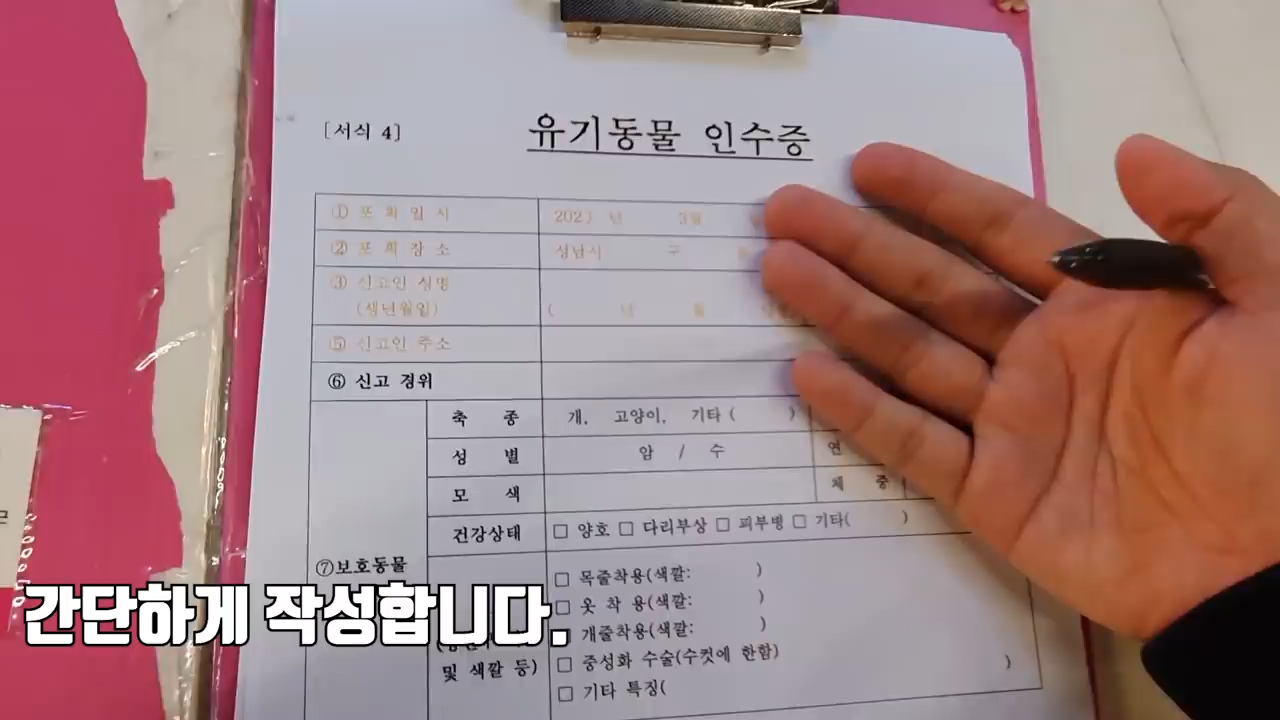 [서식 4]
유기동물 인수증
① 포 획 일 시 202 년 3월
② 포 획 장 소 성남시 구
③ 신고인 성명
(생년월일) ( 년 월
⑤ 신고인 주소
⑥ 신고 경위
축 종 개, 고양이, 기타 ( )
성 별 암 / 수 연
모 색 체 중
건강상태 □ 양호 □ 다리부상 □ 피부병 □ 기타( )
⑦보호동물
□ 목줄착용(색깔: )
□ 옷 착 용(색깔: )
개줄착용(색깔: )
□ 중성화 수술(수컷에 한함)
및 색깔 등)
□ 기타 특징( )
간단하게 작성합니다.